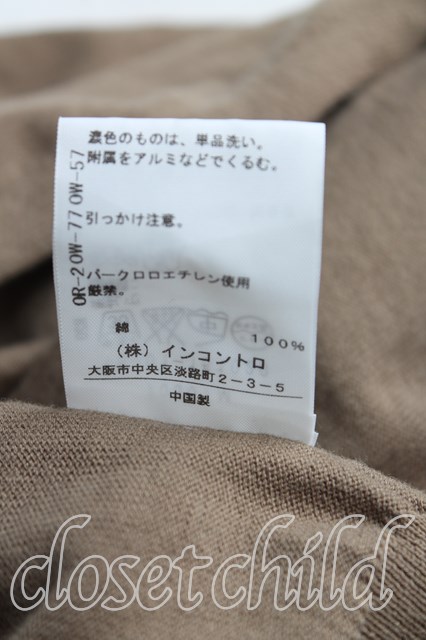 濃色のものは、単品洗い。
附属をアルミなどでくるむ。
引っかけ注意。
パークロロエチレン使用
厳禁。
綿 100%
(株)インコントロ
大阪市中央区淡路町2-3-5
中国製
OR-20W-770W-57
closet child